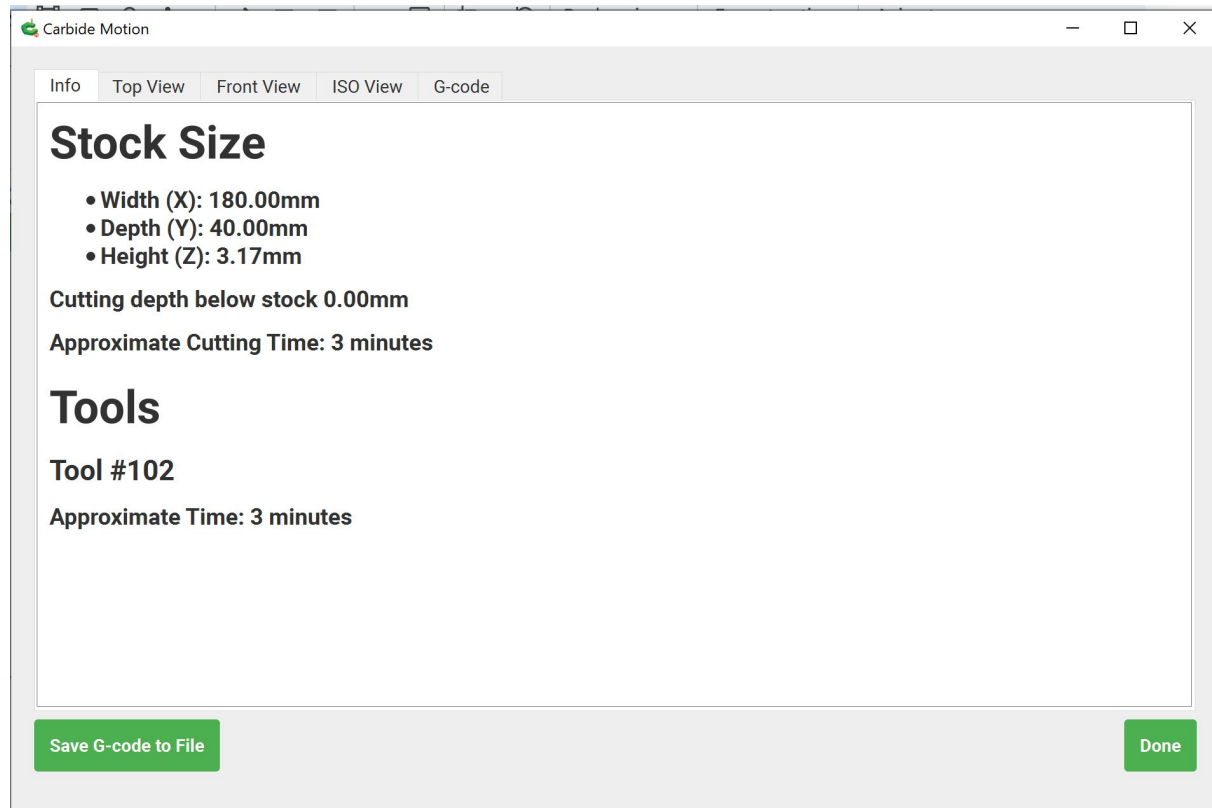 Carbide Motion
Info Top View Front View ISO View G-code
Stock Size
• Width (X): 180.00mm
• Depth (Y): 40.00mm
• Height (Z): 3.17mm
Cutting depth below stock 0.00mm
Approximate Cutting Time: 3 minutes
Tools
Tool #102
Approximate Time: 3 minutes
Save G-code to File Done